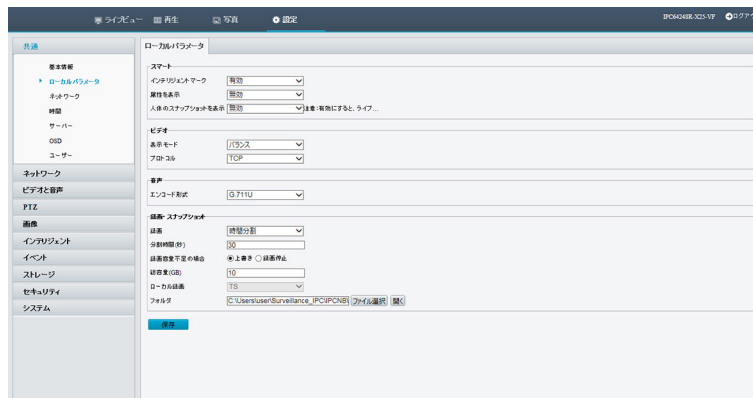 ライブビュー 再生 写真 設定 IPC6424SR-X25-VF ログアウ
共通
基本情報
ローカルパラメータ
ネットワーク
時間
サーバー
OSD
ユーザー
ネットワーク
ビデオと音声
PTZ
画像
インテリジェント
イベント
ストレージ
セキュリティ
システム
ローカルパラメータ
スマート
インテリジェントマーク 有効
属性を表示 無効
人体のスナップショットを表示 無効 注意:有効にすると、ライブ...
ビデオ
表示モード バランス
プロトコル TCP
音声
エンコード形式 G.711U
録画・スナップショット
録画 時間分割
分割時間(秒) 30
録画容量不足の場合 上書き 録画停止
総容量(GB) 10
ローカル録画 TS
フォルダ C:\Users\user\Surveillance_IPC\IPCNB\ ファイル選択 開く
保存